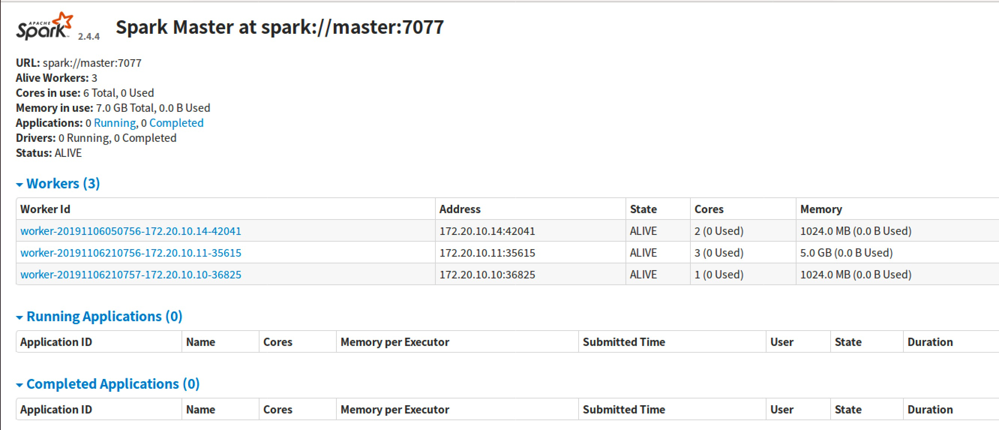 APACHE
Spark™ 2.4.4 Spark Master at spark://master:7077
URL: spark://master:7077
Alive Workers: 3
Cores in use: 6 Total, 0 Used
Memory in use: 7.0 GB Total, 0.0 B Used
Applications: 0 Running, 0 Completed
Drivers: 0 Running, 0 Completed
Status: ALIVE
Workers (3)
Worker Id Address State Cores Memory
worker-20191106050756-172.20.10.14-42041 172.20.10.14:42041 ALIVE 2 (0 Used) 1024.0 MB (0.0 B Used)
worker-20191106210756-172.20.10.11-35615 172.20.10.11:35615 ALIVE 3 (0 Used) 5.0 GB (0.0 B Used)
worker-20191106210757-172.20.10.10-36825 172.20.10.10:36825 ALIVE 1 (0 Used) 1024.0 MB (0.0 B Used)
Running Applications (0)
Application ID Name Cores Memory per Executor Submitted Time User State Duration
Completed Applications (0)
Application ID Name Cores Memory per Executor Submitted Time User State Duration